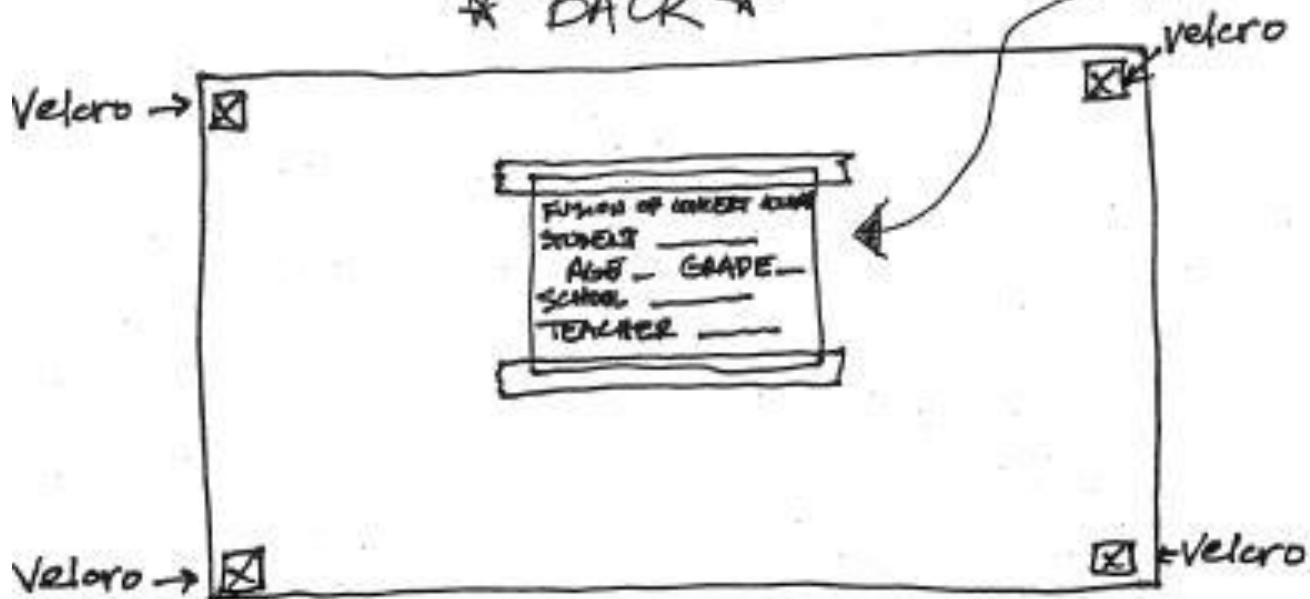 * BACK *
velcro
Velcro
FUSION OF CONCERT
STUDENT
AGE GRADE
SCHOOL
TEACHER
Velcro
Velcro